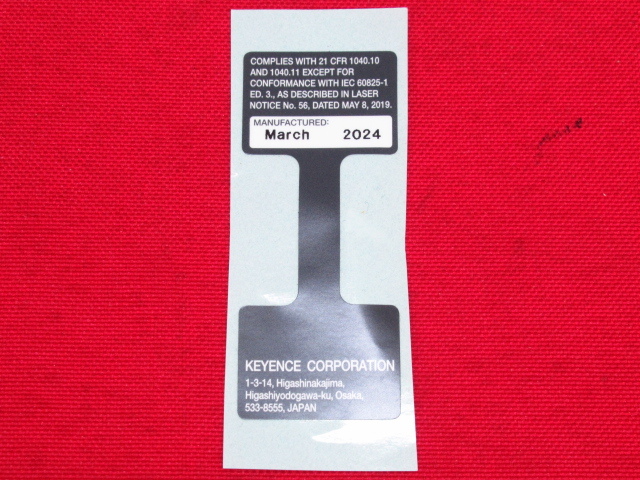 COMPLIES WITH 21 CFR 1040.10
AND 1040.11 EXCEPT FOR
CONFORMANCE WITH IEC 60825-1
ED. 3., AS DESCRIBED IN LASER
NOTICE No. 56, DATED MAY 8, 2019.
MANUFACTURED:
March 2024
KEYENCE CORPORATION
1-3-14, Higashinakajima,
Higashiyodogawa-ku, Osaka,
533-8555, JAPAN